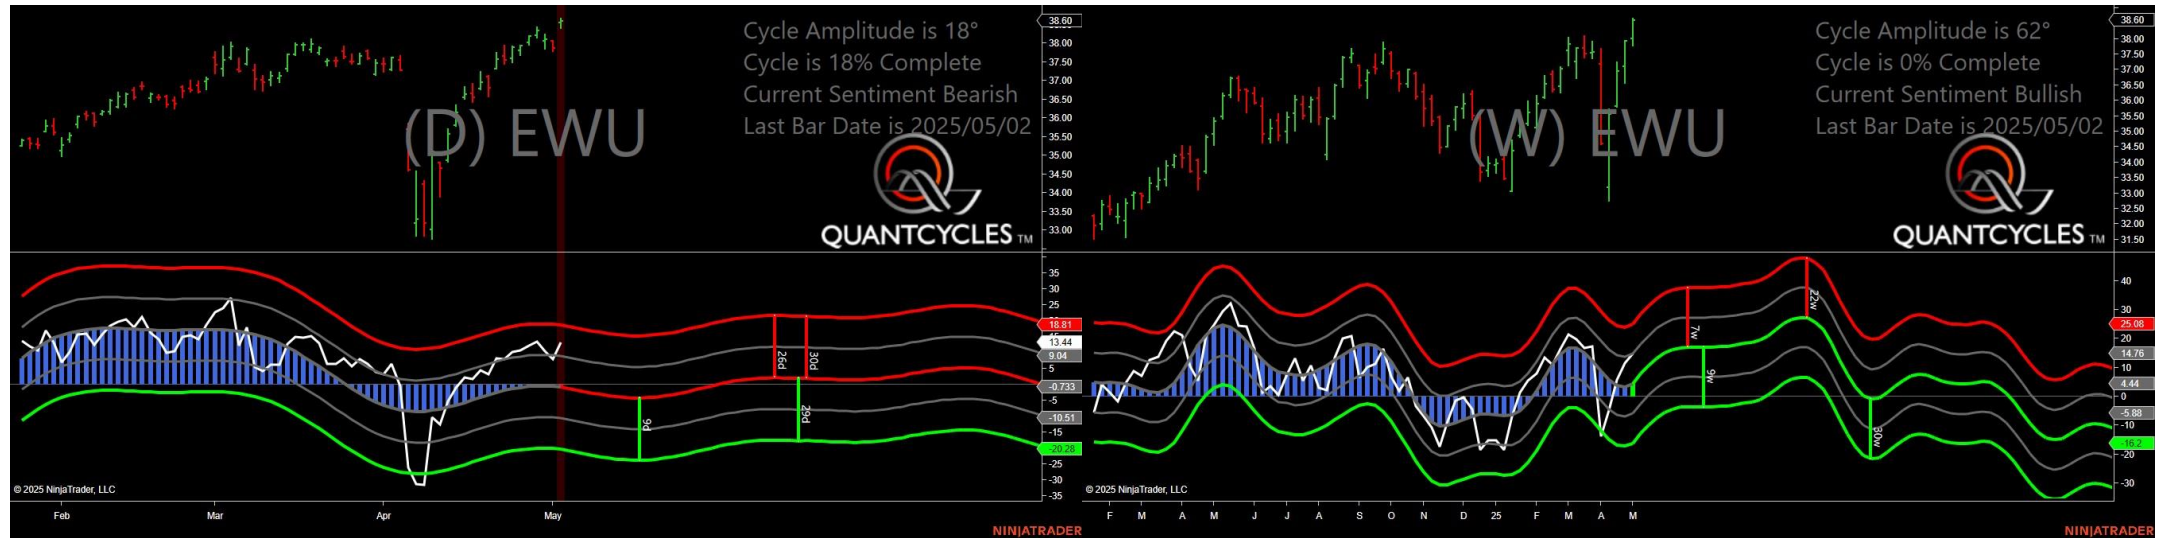 Cycle Amplitude is 18°
Cycle is 18% Complete
Current Sentiment Bearish
Last Bar Date is 2025/05/02
(D) EWU
QUANTCYCLES TM
38.60
38.00
37.50
37.00
36.50
36.00
35.50
35.00
34.50
34.00
33.50
33.00
35
30
25
18.81
13.44
9.04
5
-0.733
-5
-10.51
-15
-20.28
-25
-30
-35
9d
26d
30d
29d
© 2025 NinjaTrader, LLC
Feb
Mar
Apr
May
NINJATRADER
Cycle Amplitude is 62°
Cycle is 0% Complete
Current Sentiment Bullish
Last Bar Date is 2025/05/02
(W) EWU
QUANTCYCLES TM
38.60
38.00
37.50
37.00
36.50
36.00
35.50
35.00
34.50
34.00
33.50
33.00
32.50
32.00
31.50
40
30
25.08
20
14.76
10
4.44
0
-5.88
-10
-16.2
-20
-30
7w
9w
22w
© 2025 NinjaTrader, LLC
F
M
A
M
J
J
A
S
O
N
D
25
F
M
A
M
NINJATRADER